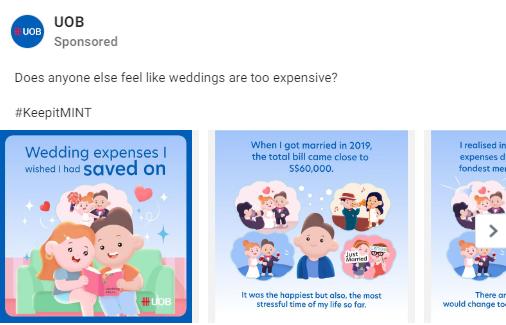 UOB
UOB
Sponsored
Does anyone else feel like weddings are too expensive?
#KeepitMINT
Wedding expenses I
wished I had saved on
UOB
When I got married in 2019,
the total bill came close to
S$60,000.
Just
Married
It was the happiest but also, the most
stressful time of my life so far.
I realised in
expenses
fondest
There
would change